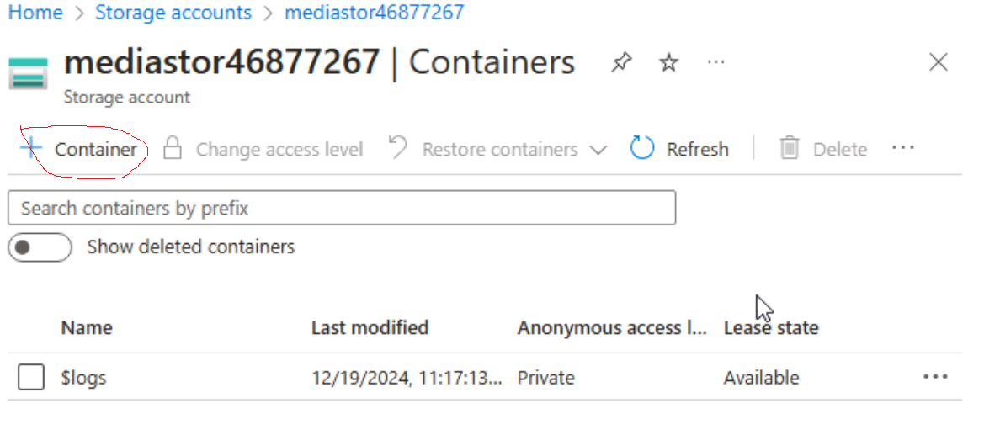 Home > Storage accounts > mediastor46877267
mediastor46877267 | Containers ☆ ...
Storage account
+ Container Change access level Restore containers Refresh | Delete ...
Search containers by prefix
Show deleted containers
Name Last modified Anonymous access l... Lease state
$logs 12/19/2024, 11:17:13... Private Available ...